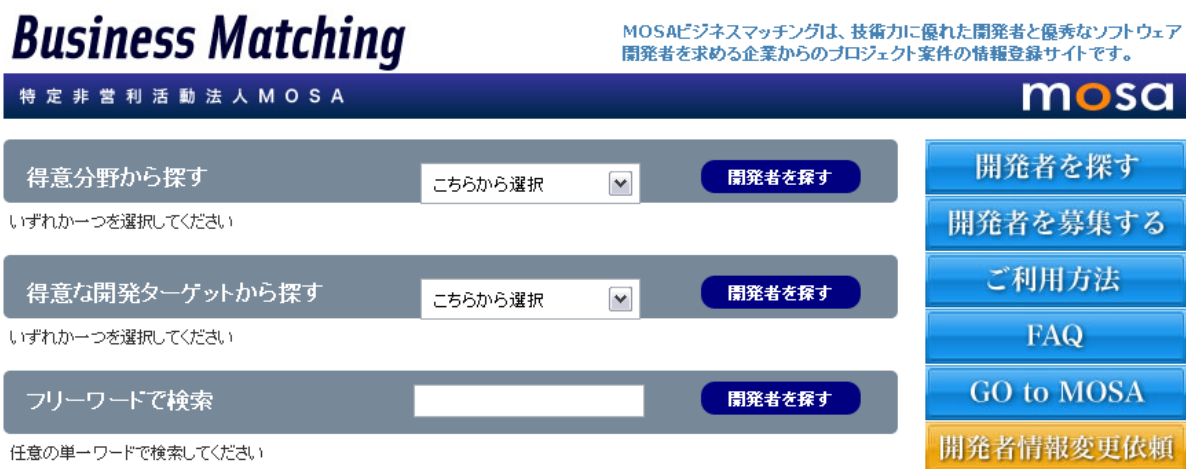 Business Matching
MOSAビジネスマッチングは、技術力に優れた開発者と優秀なソフトウェア
開発者を求める企業からのプロジェクト案件の情報登録サイトです。
特定非営利活動法人MOSA
mosa
得意分野から探す
こちらから選択
開発者を探す
いずれか一つを選択してください
得意な開発ターゲットから探す
こちらから選択
開発者を探す
いずれか一つを選択してください
フリーワードで検索
開発者を探す
任意の単一ワードで検索してください
開発者を探す
開発者を募集する
ご利用方法
FAQ
GO to MOSA
開発者情報変更依頼